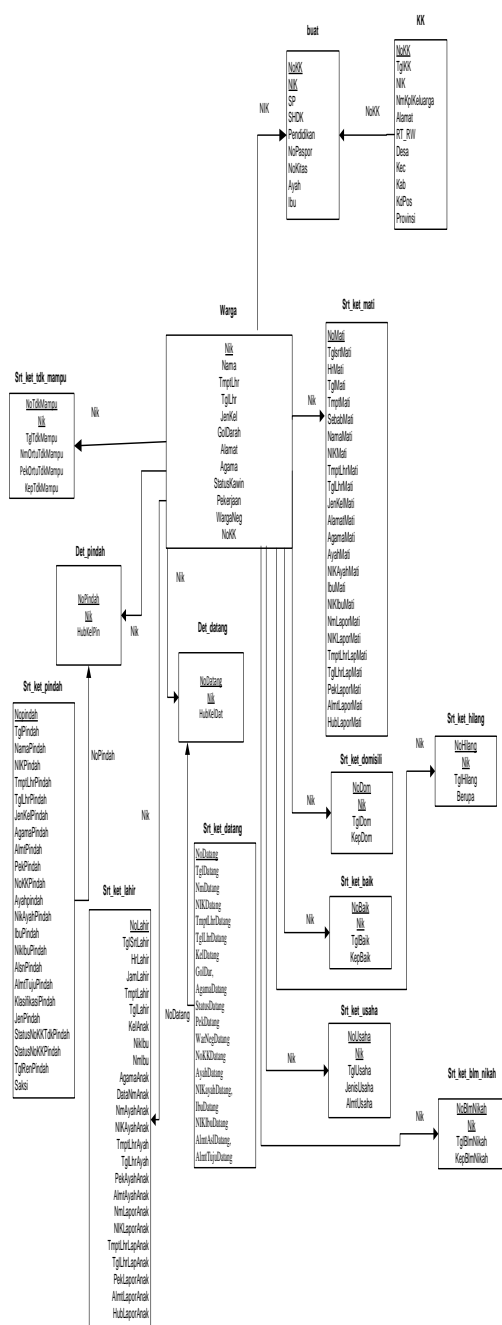 buat
NoKK
NIK
SP
SHDK
Pendidikan
NoPaspor
NoKitas
Ayah
Ibu
KK
NoKK
TglKK
NIK
NmKplKeluarga
Alamat
RT_RW
Desa
Kec
Kab
KdPos
Provinsi
NIK
NoKK
Warga
Nik
Nama
TmptLhr
TglLhr
JenKel
GolDarah
Alamat
Agama
StatusKawin
Pekerjaan
WargaNeg
NoKK
Srt_ket_mati
NoMati
TglsrtMati
HrMati
TglMati
TmptMati
SebabMati
NamaMati
NIKMati
TmptLhrMati
TglLhrMati
JenKelMati
AlamatMati
AgamaMati
AyahMati
NIKAyahMati
IbuMati
NIKIbuMati
NmLaporMati
NIKLaporMati
TmptLhrLapMati
TglLhrLapMati
PekLaporMati
AlmtLaporMati
HubLaporMati
Nik
Srt_ket_tdk_mampu
NoTdkMampu
Nik
TglTdkMampu
NmOrtuTdkMampu
PekOrtuTdkMampu
KepTdkMampu
Nik
Det_pindah
NoPindah
Nik
HubKelPin
Nik
Nik
Det_datang
NoDatang
Nik
HubKelDat
Srt_ket_pindah
Nopindah
TglPindah
NamaPindah
NIKPindah
TmptLhrPindah
TglLhrPindah
JenKelPindah
AgamaPindah
AlmtPindah
PekPindah
NoKKPindah
Ayahpindah
NikAyahPindah
IbuPindah
NikIbuPindah
AlsnPindah
AlmtTujuPindah
KlasifikasiPindah
JenPindah
StatusNoKKTdkPindah
StatusNoKKPindah
TglRenPindah
Saksi
NoPindah
Nik
Srt_ket_lahir
NoLahir
TglSrtLahir
HrLahir
JamLahir
TmptLahir
TglLahir
KelAnak
NikIbu
NmIbu
AgamaAnak
DataNmAnak
NmAyahAnak
NIKAyahAnak
TmptLhrAyah
TglLhrAyah
PekAyahAnak
AlmtAyahAnak
NmLaporAnak
NIKLaporAnak
TmptLhrLapAnak
TglLhrLapAnak
PekLaporAnak
AlmtLaporAnak
HubLaporAnak
NoDatang
Srt_ket_datang
NoDatang
TglDatang
NmDatang
NIKDatang
TmptLhrDatang
TglLhrDatang
KelDatang
GolDar,
AgamaDatang
StatusDatang
PekDatang
WarNegDatang
NoKKDatang
AyahDatang
NIKayahDatang,
IbuDatang
NIKIbuDatang
AlmtAslDatang,
AlmtTujuDatang
Srt_ket_domisili
NoDom
Nik
TglDom
KepDom
Nik
Srt_ket_hilang
NoHilang
Nik
TglHilang
Berupa
Nik
Srt_ket_baik
NoBaik
Nik
TglBaik
KepBaik
Nik
Srt_ket_usaha
NoUsaha
Nik
TglUsaha
JenisUsaha
AlmtUsaha
Nik
Srt_ket_blm_nikah
NoBlmNikah
Nik
TglBlmNikah
KepBlmNikah
Nik